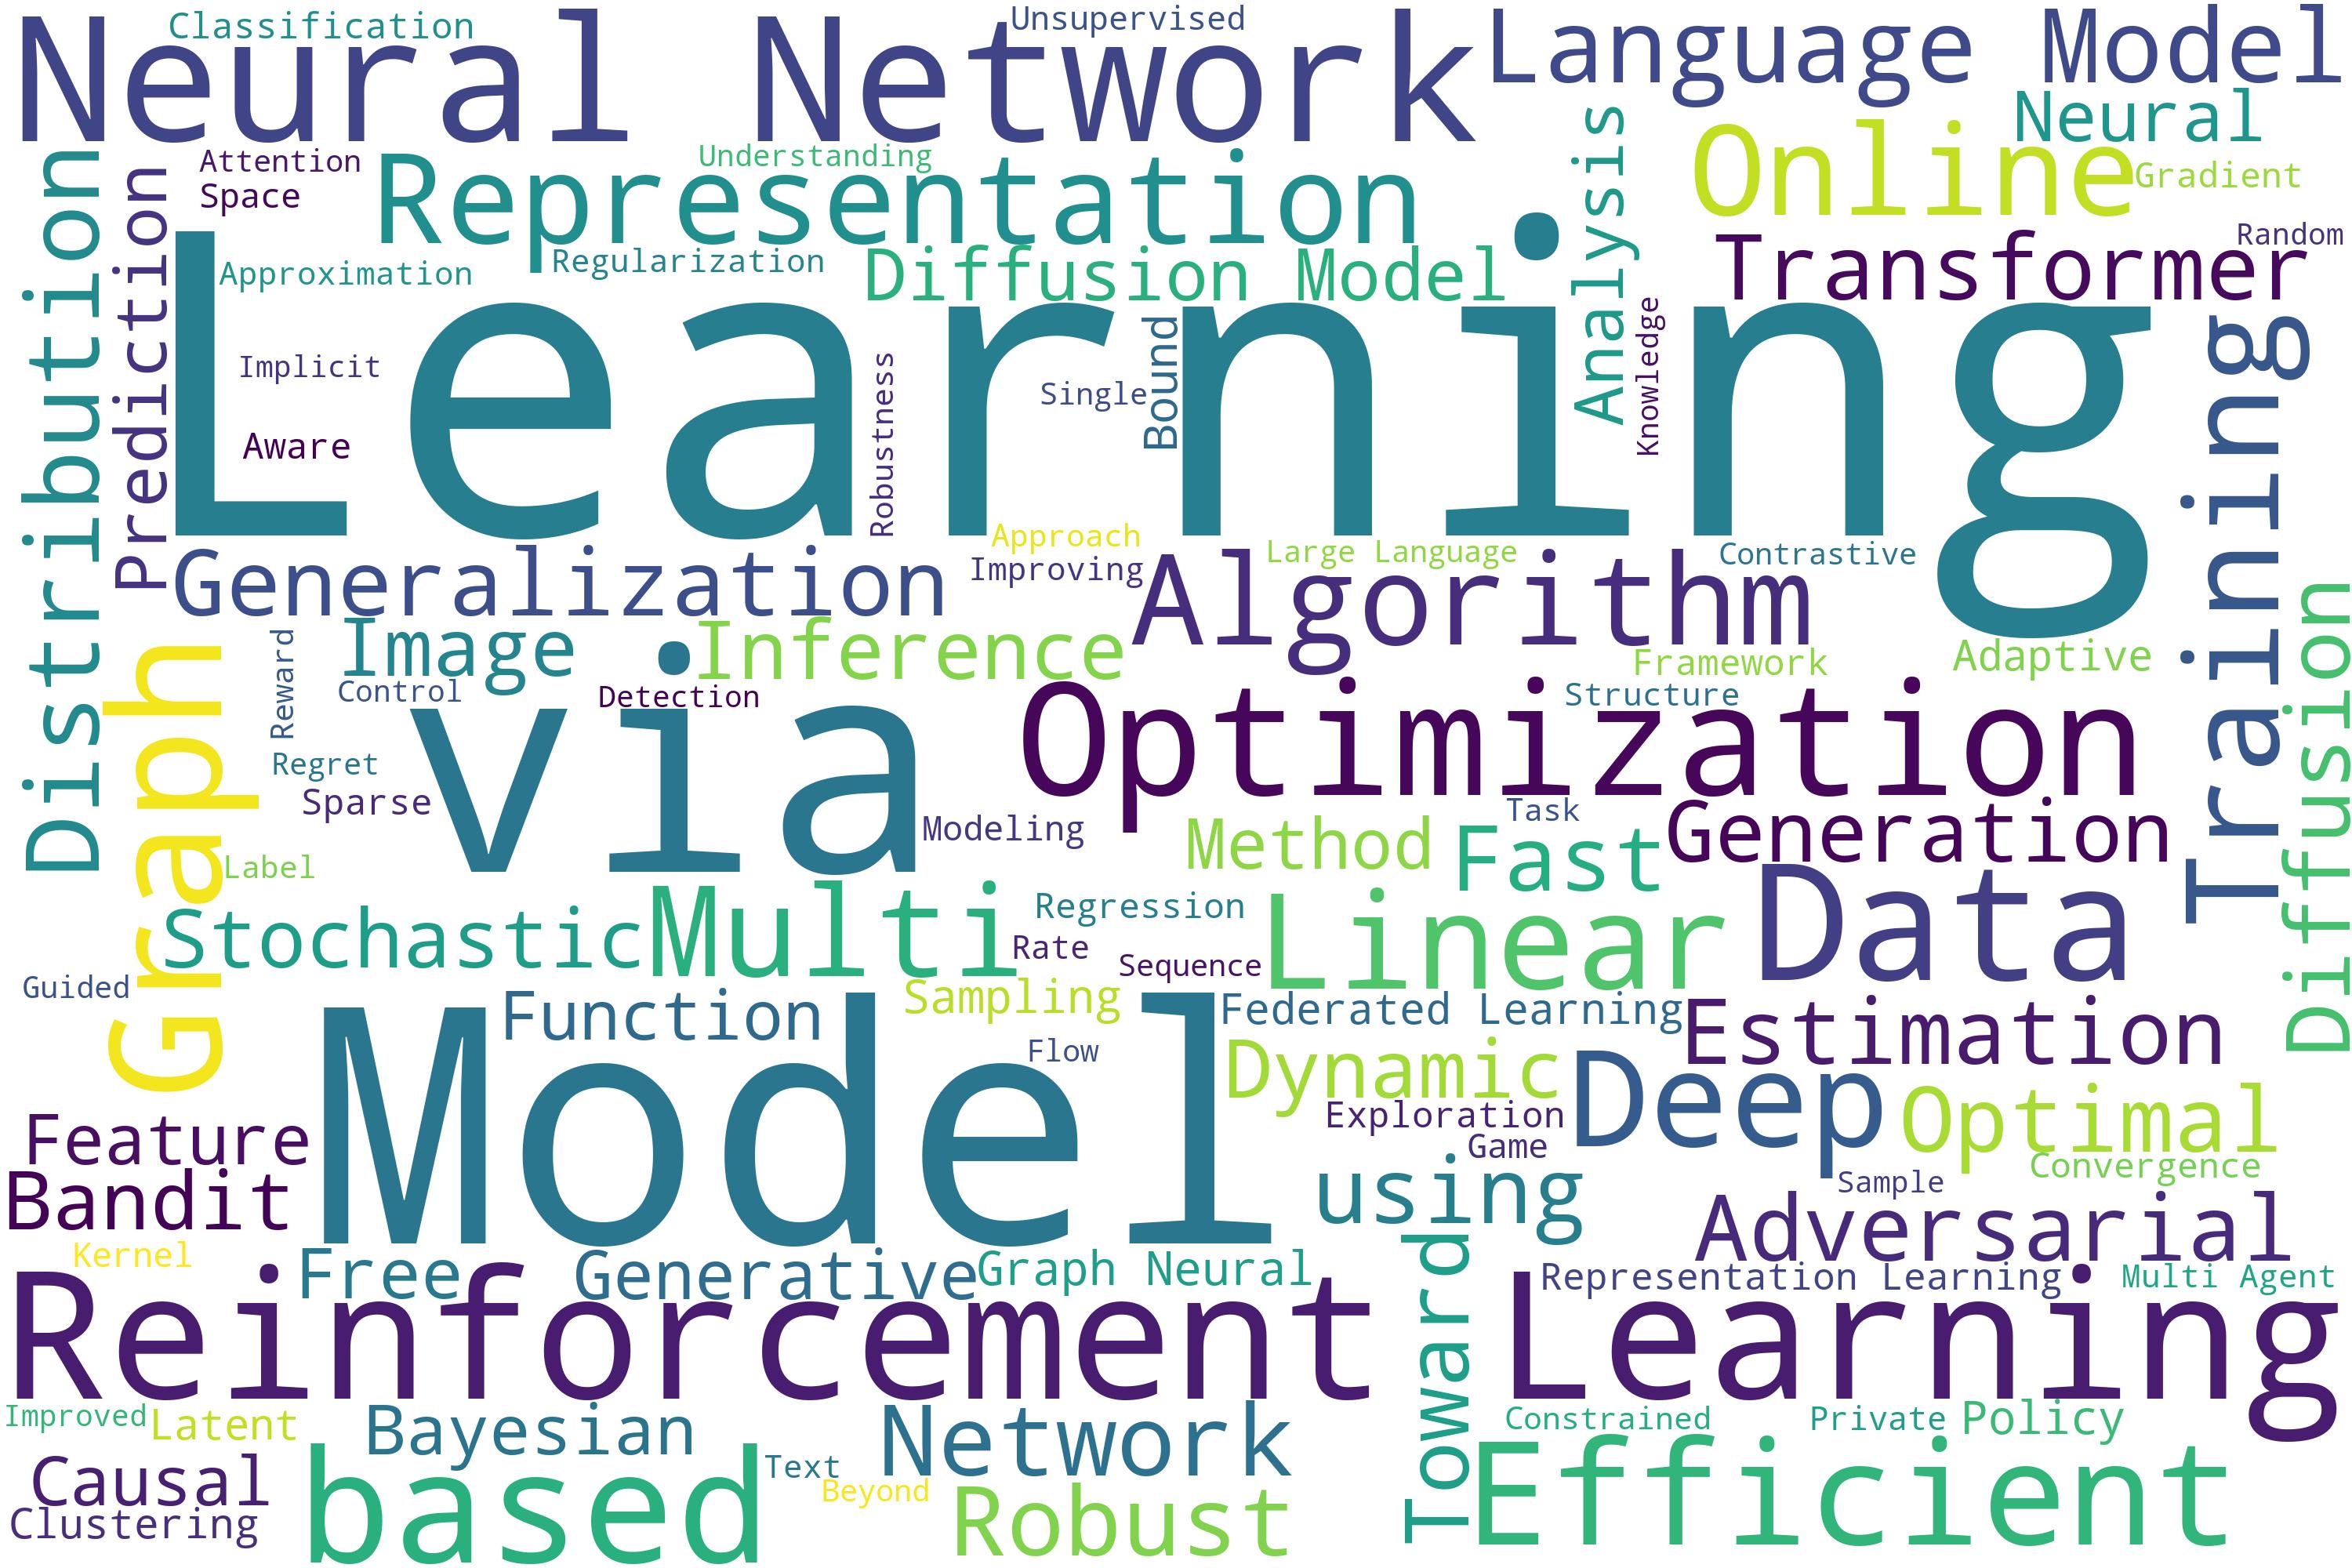 Neural Network
Classification
Unsupervised
Language Model
Neural
Attention
Space
Understanding
Representation
Online
Gradient
Analysis
Distribution
Prediction
Approximation
Regularization
Diffusion Model
Transformer
Random
Learning
Implicit
Aware
Robustness
Single
Bound
Knowledge
Training
Approach
Improving
Large Language
Contrastive
Generalization
Algorithm
Image
Inference
Framework
Adaptive
Graph
Reward
Control
Detection
Structure
Diffusion
via
Optimization
Regret
Sparse
Modeling
Method
Task
Fast
Generation
Label
Stochastic
Multi
Regression
Rate
Sequence
Linear
Data
Guided
Function
Sampling
Federated Learning
Estimation
Model
Flow
Dynamic
Deep
Optimal
Feature
Exploration
Game
Bandit
using
Sample
Convergence
Adversarial
Kernel
Free
Generative
Graph Neural
Toward
Representation Learning
Multi Agent
Reinforcement Learning
Improved
Latent
Bayesian
Network
Constrained
Private
Policy
Causal
Clustering
based
Text
Beyond
Robust
Efficient